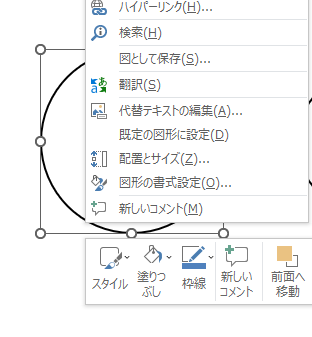 ハイパーリンク(H)...
検索(H)
図として保存(S)...
翻訳(S)
代替テキストの編集(A)...
既定の図形に設定(D)
配置とサイズ(Z)...
図形の書式設定(O)...
新しいコメント(M)
スタイル
塗りつぶし
枠線
新しいコメント
前面へ移動